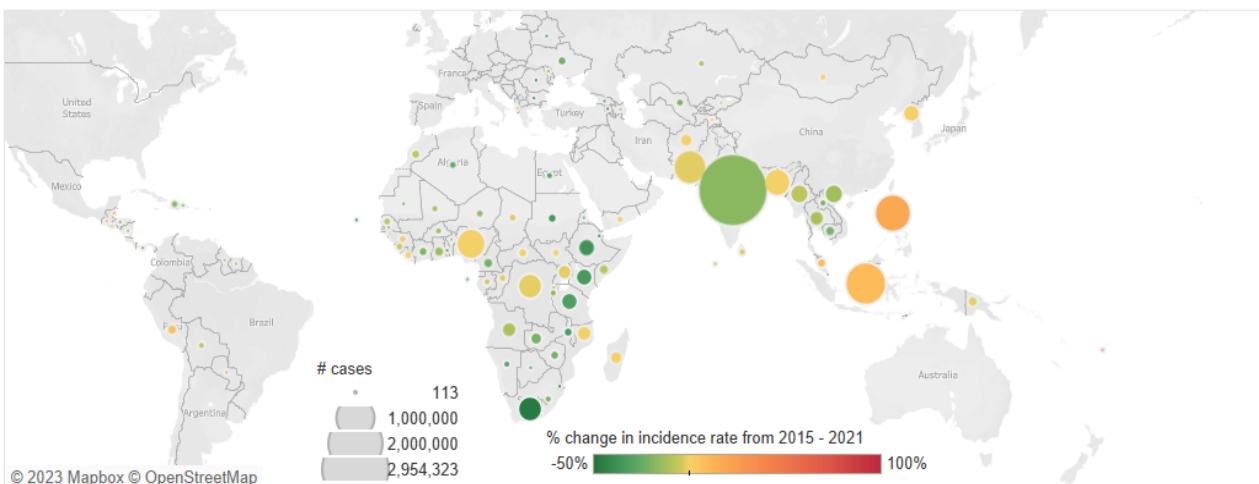 France
United
States
Spain
Turkey
China
Japan
Iran
Algeria
Egypt
Mexico
Colombia
Peru
Brazil
Australia
Argentina
# cases
113
1,000,000
2,000,000
2,954,323
% change in incidence rate from 2015 - 2021
-50%
100%
© 2023 Mapbox © OpenStreetMap